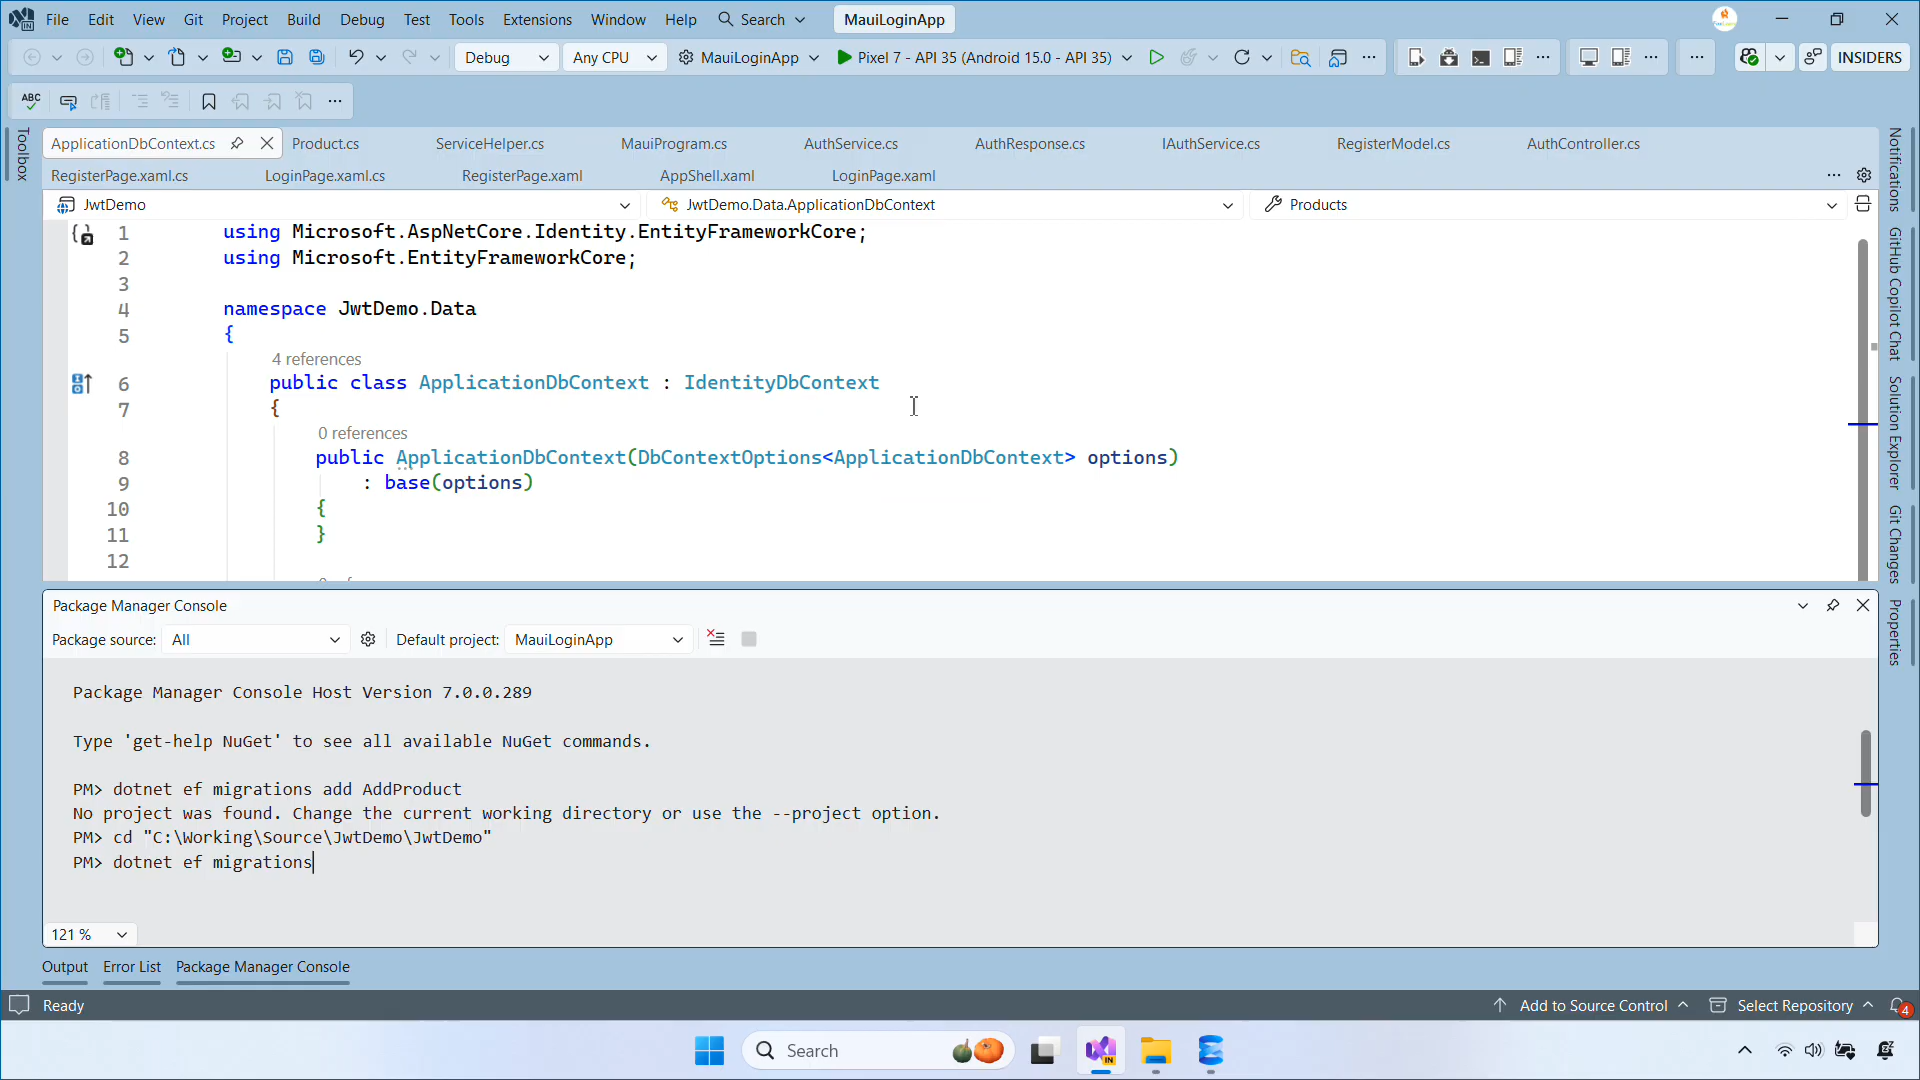 File Edit View Git Project Build Debug Test Tools Extensions Window Help Search MauiLoginApp
Debug Any CPU MauiLoginApp Pixel 7 - API 35 (Android 15.0 - API 35) INSIDERS
ABC
ApplicationDbContext.cs Product.cs ServiceHelper.cs MauiProgram.cs AuthService.cs AuthResponse.cs IAuthService.cs RegisterModel.cs AuthController.cs
RegisterPage.xaml.cs LoginPage.xaml.cs RegisterPage.xaml AppShell.xaml LoginPage.xaml
JwtDemo JwtDemo.Data.ApplicationDbContext Products
1 using Microsoft.AspNetCore.Identity.EntityFrameworkCore;
2 using Microsoft.EntityFrameworkCore;
3
4 namespace JwtDemo.Data
5 {
4 references
6 public class ApplicationDbContext : IdentityDbContext
7 {
0 references
8 public ApplicationDbContext(DbContextOptions<ApplicationDbContext> options)
9 : base(options)
10 {
11 }
12
Toolbox
Notifications
GitHub Copilot Chat
Solution Explorer
Git Changes
Properties
Package Manager Console
Package source: All Default project: MauiLoginApp
Package Manager Console Host Version 7.0.0.289
Type 'get-help NuGet' to see all available NuGet commands.
PM> dotnet ef migrations add AddProduct
No project was found. Change the current working directory or use the --project option.
PM> cd "C:\Working\Source\JwtDemo\JwtDemo"
PM> dotnet ef migrations
121 %
Output Error List Package Manager Console
Ready Add to Source Control Select Repository 4
Search